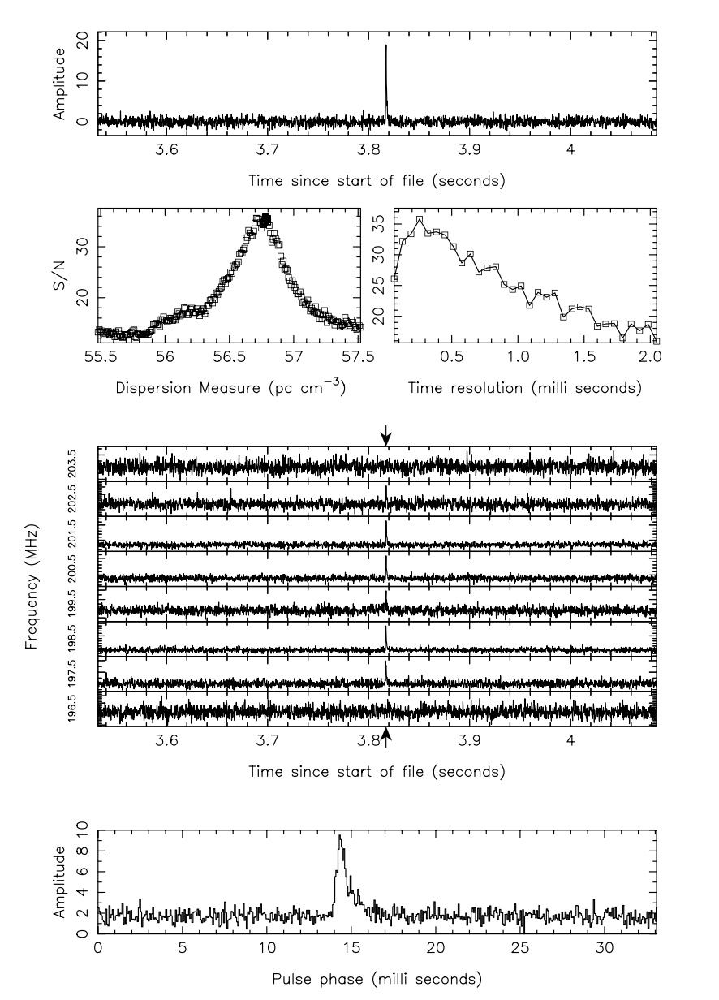 Amplitude
20
10
0
3.6 3.7 3.8 3.9 4
Time since start of file (seconds)
S/N
30
20
55.5 56 56.5 57 57.5
Dispersion Measure (pc cm−3)
35
30
25
20
0.5 1.0 1.5 2.0
Time resolution (milli seconds)
Frequency (MHz)
203.5
202.5
201.5
200.5
199.5
198.5
197.5
196.5
3.6 3.7 3.8 3.9 4
Time since start of file (seconds)
Amplitude
10
8
6
4
2
0
0 5 10 15 20 25 30
Pulse phase (milli seconds)